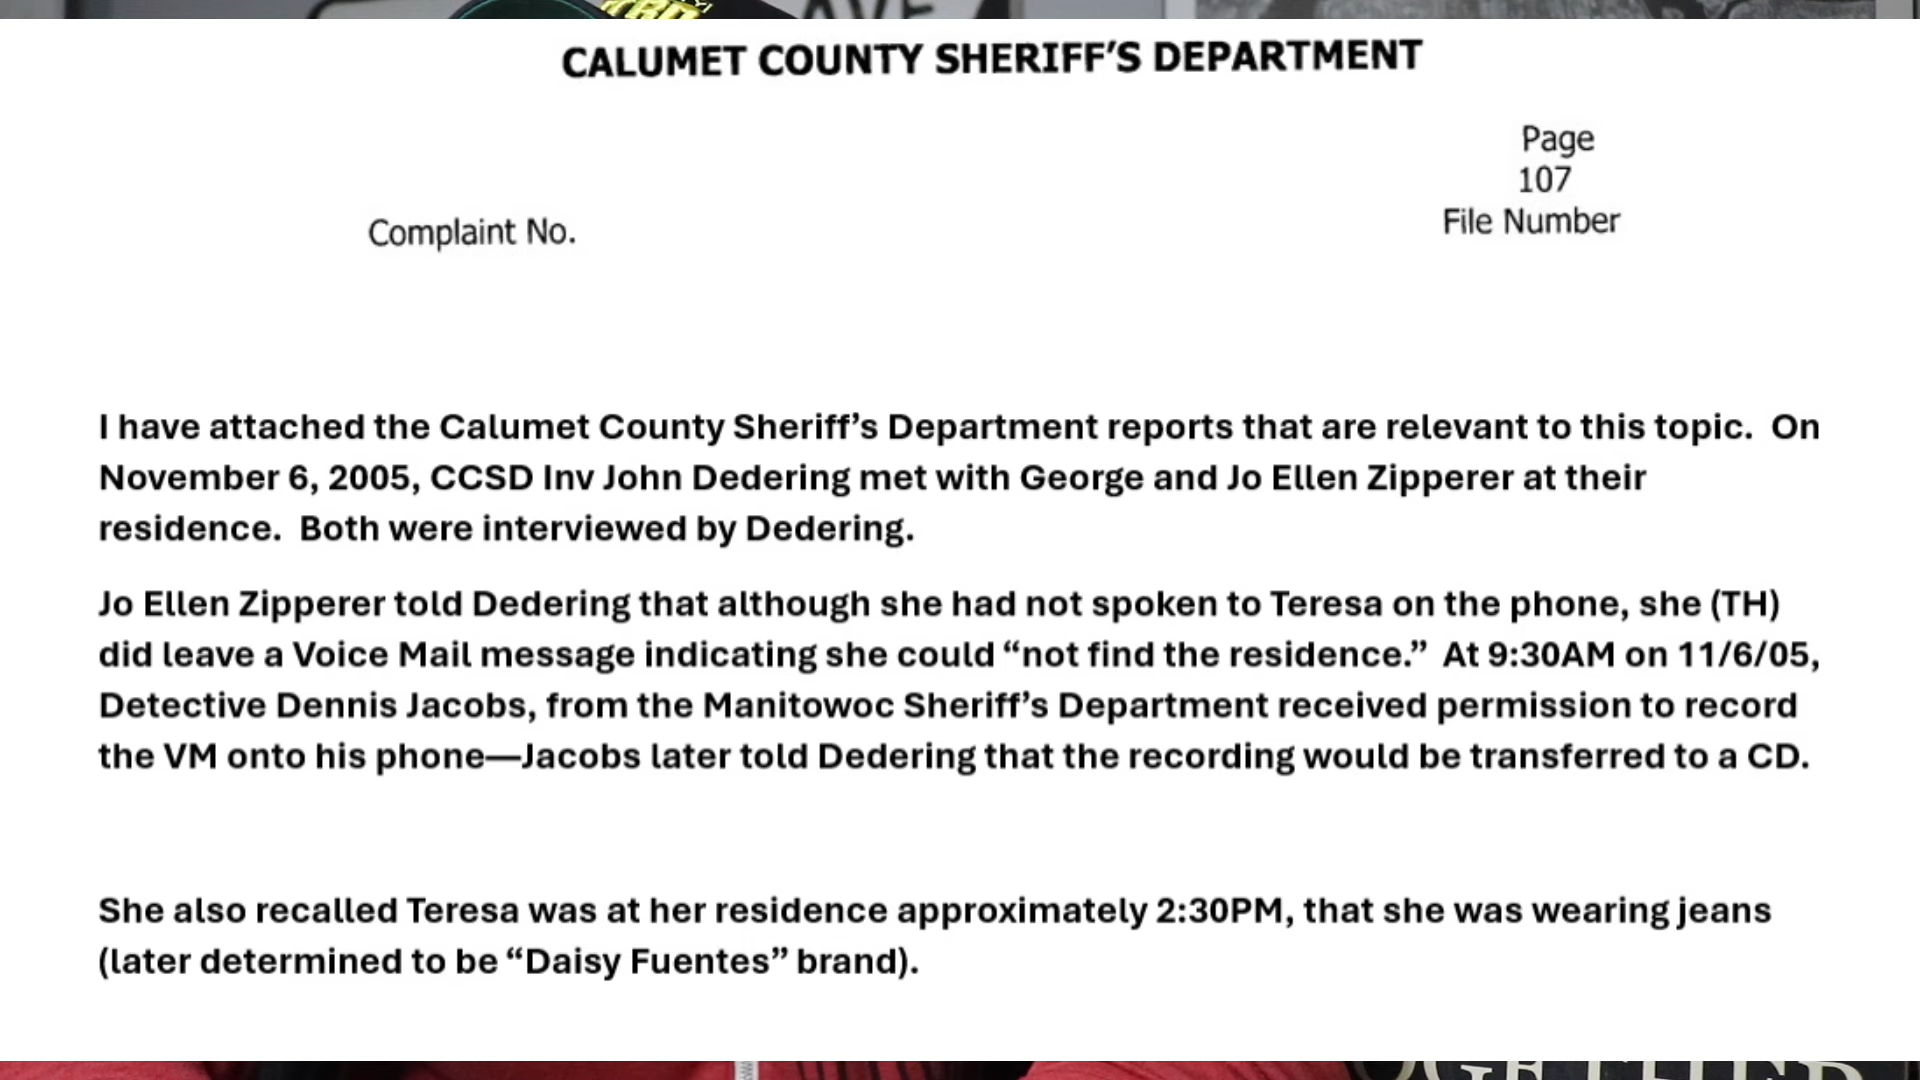 TRD
AVE
CALUMET COUNTY SHERIFF’S DEPARTMENT
Page
107
File Number
Complaint No.
I have attached the Calumet County Sheriff’s Department reports that are relevant to this topic.  On
November 6, 2005, CCSD Inv John Dedering met with George and Jo Ellen Zipperer at their
residence.  Both were interviewed by Dedering.
Jo Ellen Zipperer told Dedering that although she had not spoken to Teresa on the phone, she (TH)
did leave a Voice Mail message indicating she could “not find the residence.”  At 9:30AM on 11/6/05,
Detective Dennis Jacobs, from the Manitowoc Sheriff’s Department received permission to record
the VM onto his phone—Jacobs later told Dedering that the recording would be transferred to a CD.
She also recalled Teresa was at her residence approximately 2:30PM, that she was wearing jeans
(later determined to be “Daisy Fuentes” brand).